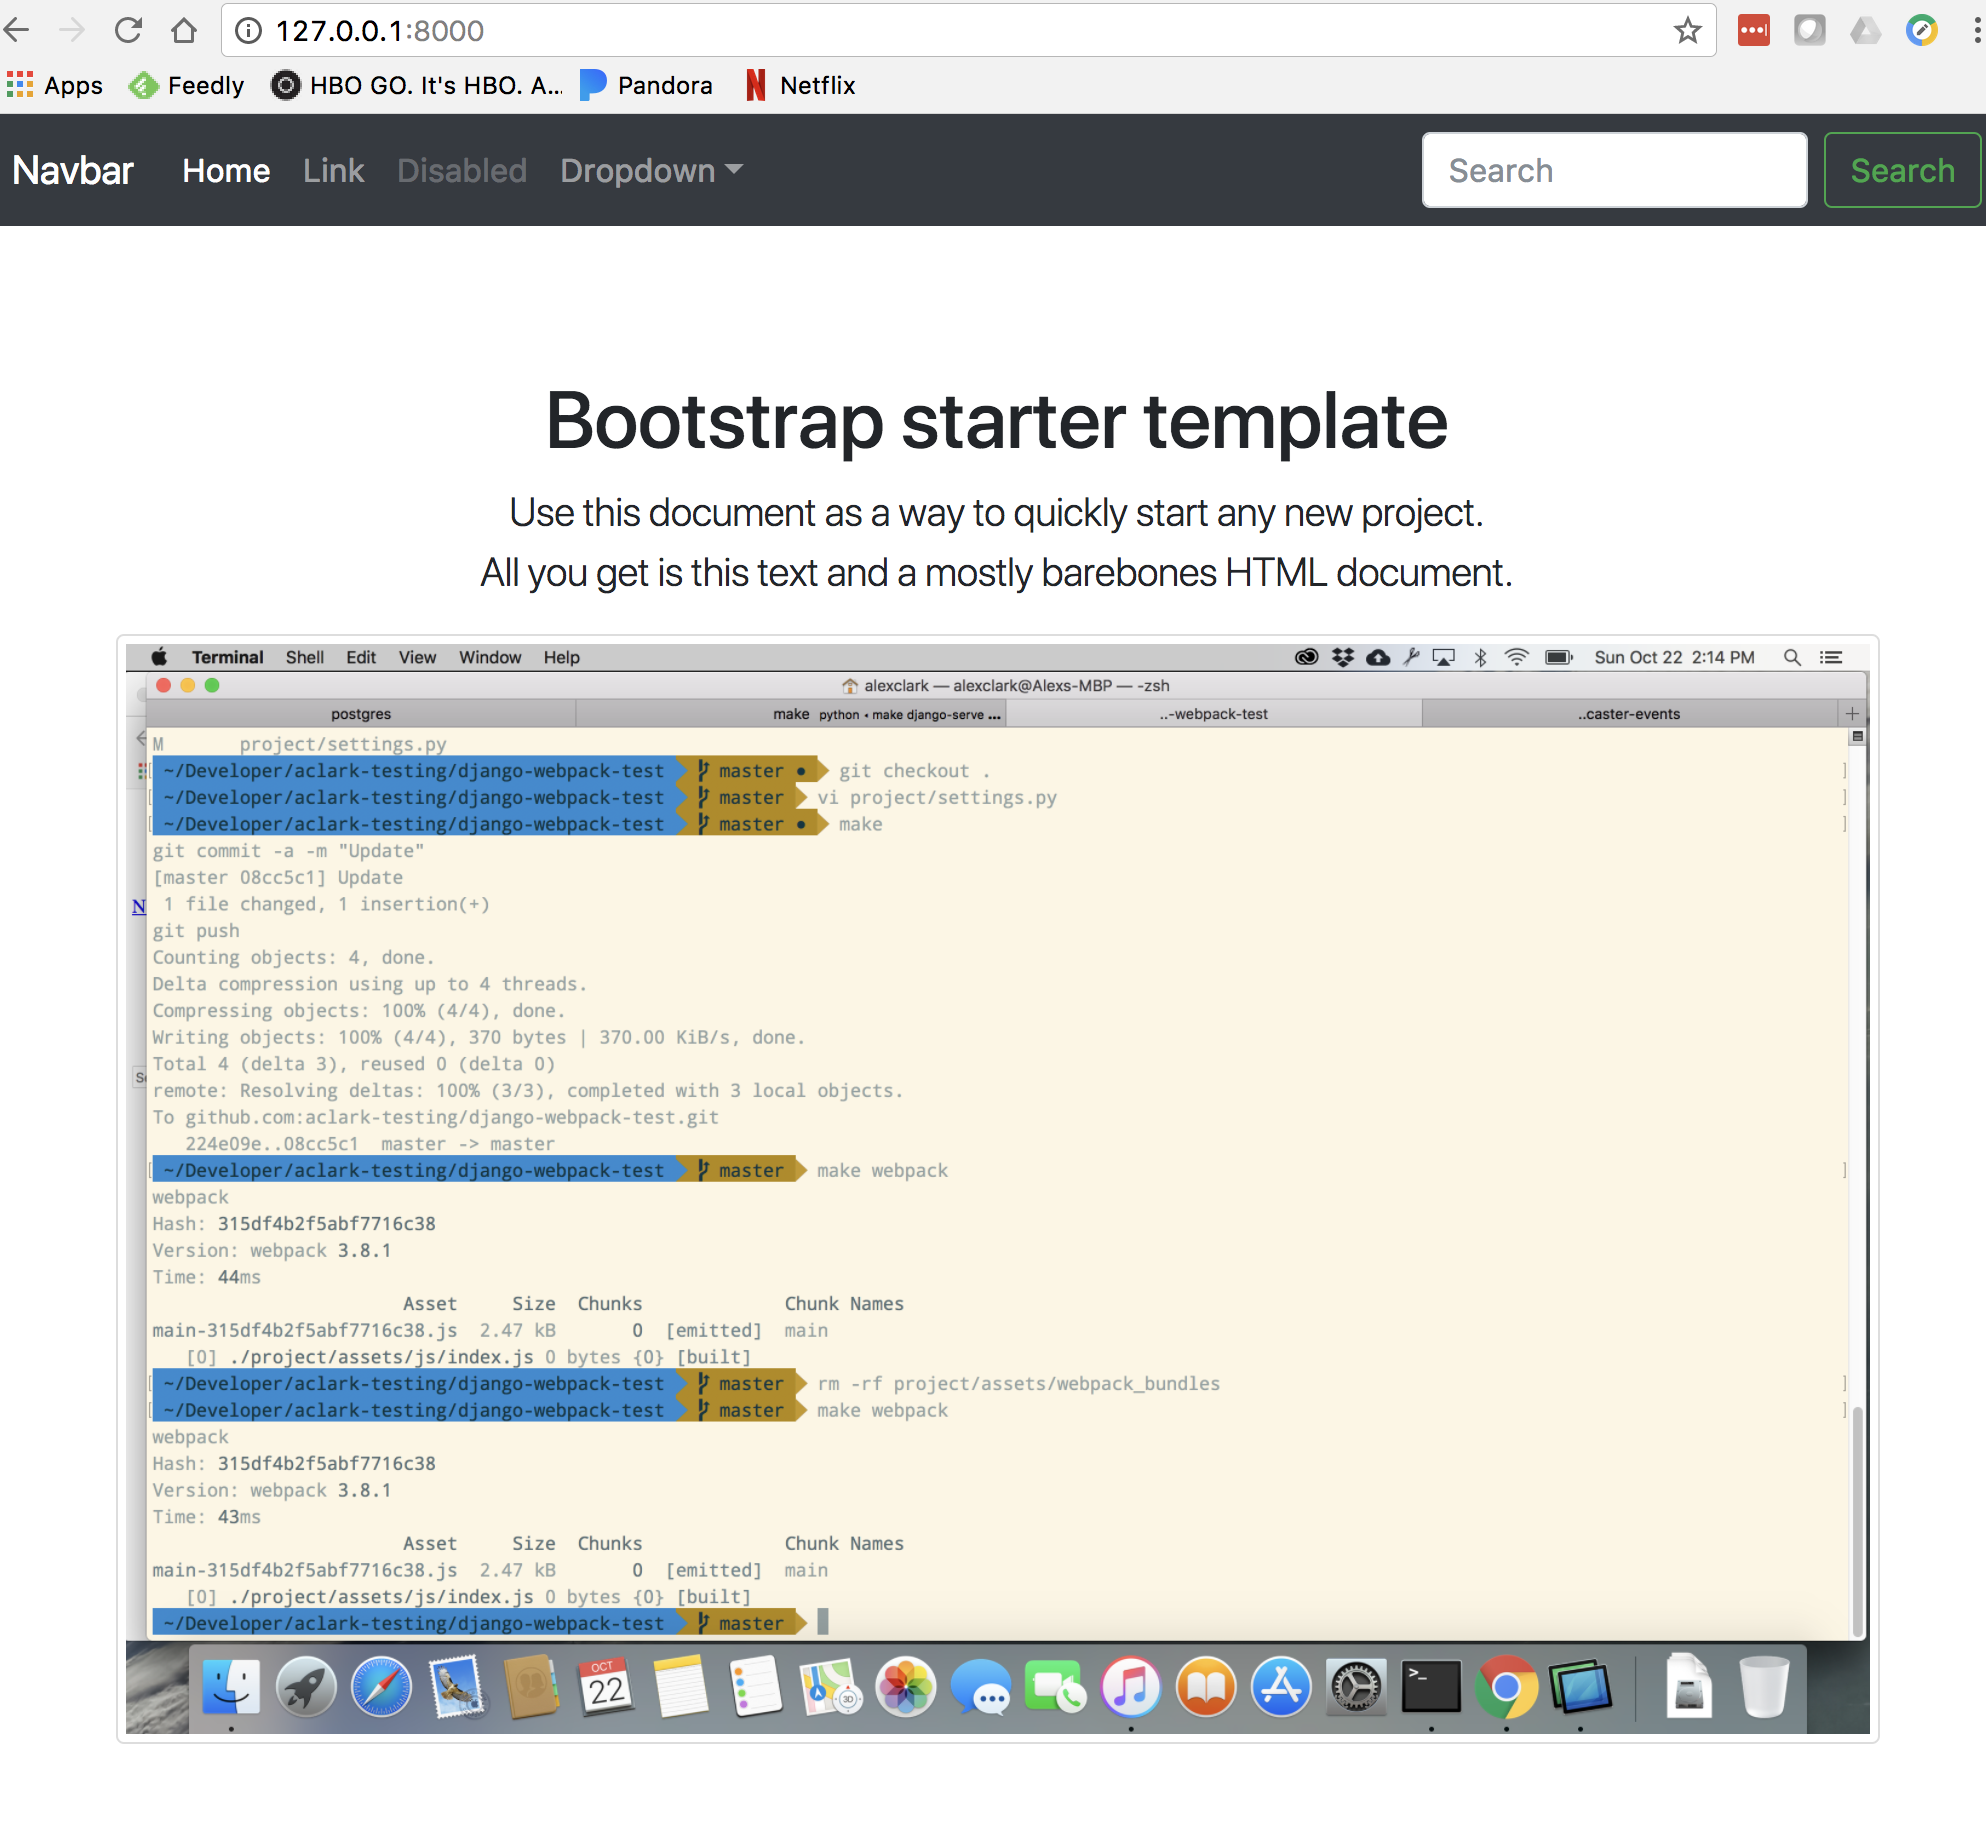 127.0.0.1:8000
Apps Feedly HBO GO. It's HBO. A... Pandora Netflix
Navbar Home Link Disabled Dropdown Search Search
Bootstrap starter template
Use this document as a way to quickly start any new project.
All you get is this text and a mostly barebones HTML document.
Terminal Shell Edit View Window Help Sun Oct 22 2:14 PM
alexclark — alexclark@Alexs-MBP — -zsh
postgres make python • make django-serve ... ..-webpack-test ..caster-events
M project/settings.py
~/Developer/aclark-testing/django-webpack-test master ● git checkout .
~/Developer/aclark-testing/django-webpack-test master vi project/settings.py
~/Developer/aclark-testing/django-webpack-test master ● make
git commit -a -m "Update"
[master 08cc5c1] Update
N 1 file changed, 1 insertion(+)
git push
Counting objects: 4, done.
Delta compression using up to 4 threads.
Compressing objects: 100% (4/4), done.
Writing objects: 100% (4/4), 370 bytes | 370.00 KiB/s, done.
Total 4 (delta 3), reused 0 (delta 0)
remote: Resolving deltas: 100% (3/3), completed with 3 local objects.
To github.com:aclark-testing/django-webpack-test.git
224e09e..08cc5c1 master -> master
~/Developer/aclark-testing/django-webpack-test master make webpack
webpack
Hash: 315df4b2f5abf7716c38
Version: webpack 3.8.1
Time: 44ms
Asset Size Chunks Chunk Names
main-315df4b2f5abf7716c38.js 2.47 kB 0 [emitted] main
[0] ./project/assets/js/index.js 0 bytes {0} [built]
~/Developer/aclark-testing/django-webpack-test master rm -rf project/assets/webpack_bundles
~/Developer/aclark-testing/django-webpack-test master make webpack
webpack
Hash: 315df4b2f5abf7716c38
Version: webpack 3.8.1
Time: 43ms
Asset Size Chunks Chunk Names
main-315df4b2f5abf7716c38.js 2.47 kB 0 [emitted] main
[0] ./project/assets/js/index.js 0 bytes {0} [built]
~/Developer/aclark-testing/django-webpack-test master
OCT
22
3D
>_